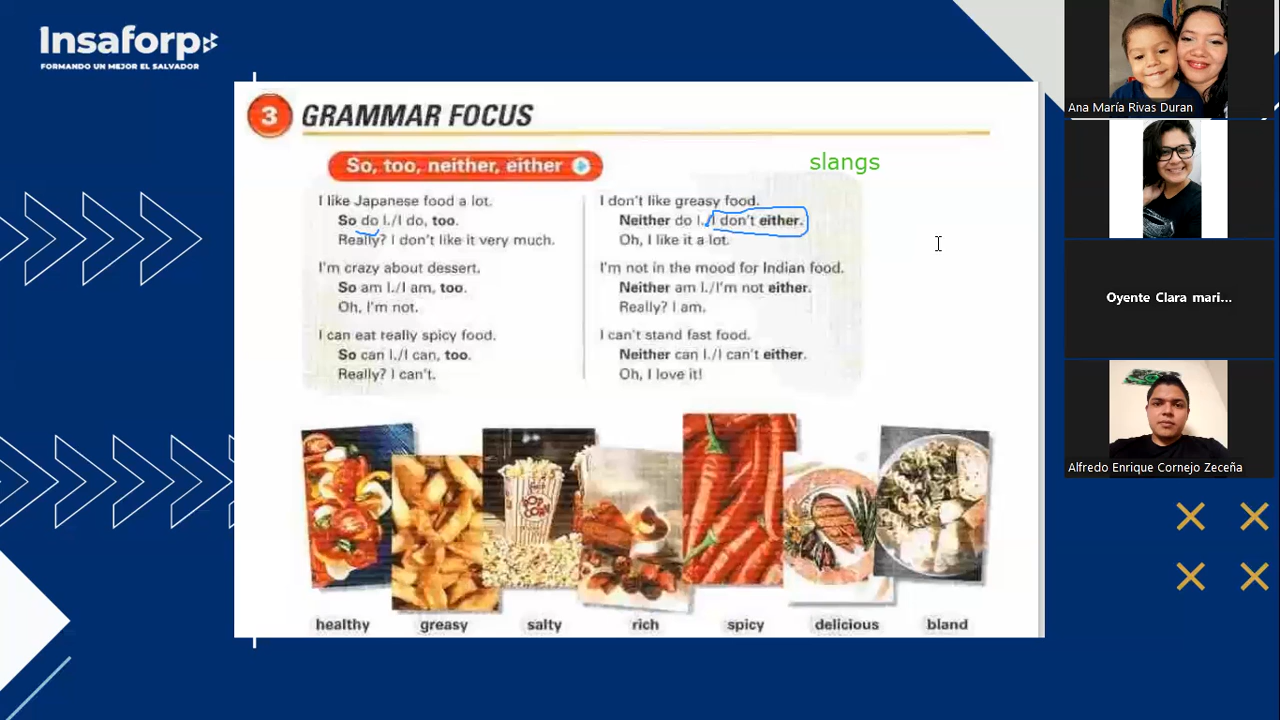 Insaforp
FORMANDO UN MEJOR EL SALVADOR
3 GRAMMAR FOCUS
So, too, neither, either
slangs
I like Japanese food a lot.
So do I./I do, too.
Really? I don't like it very much.
I'm crazy about dessert.
So am I./I am, too.
Oh, I'm not.
I can eat really spicy food.
So can I./I can, too.
Really? I can't.
I don't like greasy food.
Neither do I./I don't either.
Oh, I like it a lot.
I'm not in the mood for Indian food.
Neither am I./I'm not either.
Really? I am.
I can't stand fast food.
Neither can I./I can't either.
Oh, I love it!
POP CORN
healthy greasy salty rich spicy delicious bland
Ana María Rivas Duran
Oyente Clara mari...
Alfredo Enrique Cornejo Zeceña